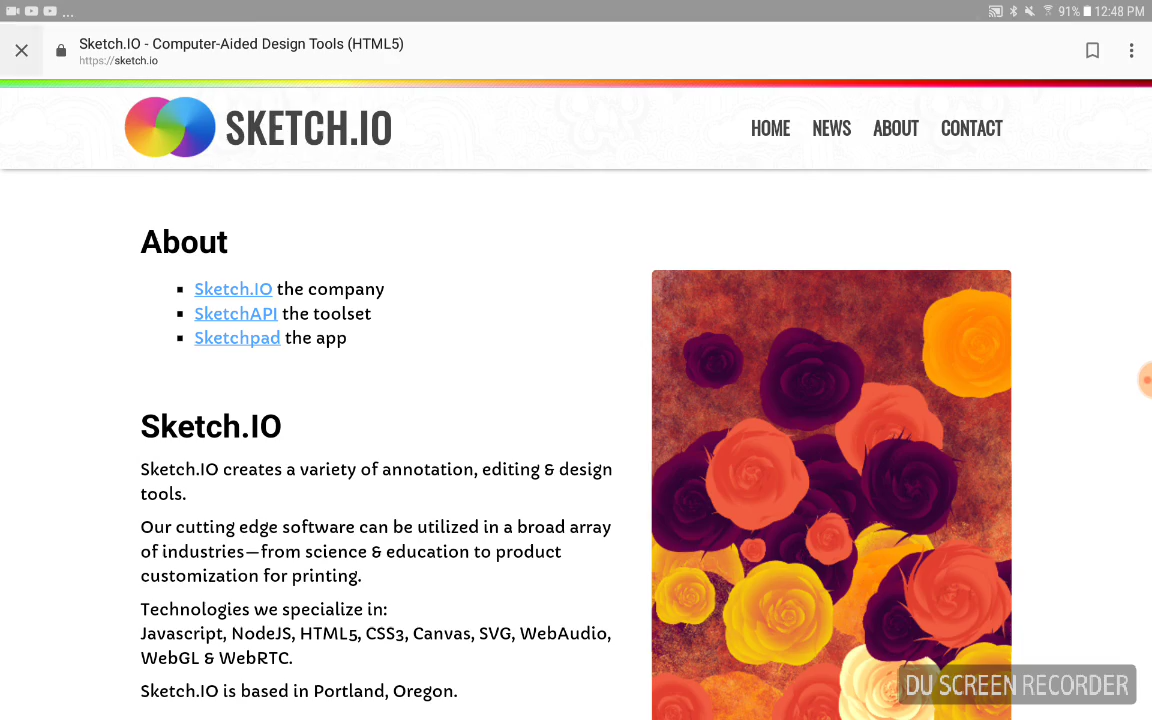 ... 91% 12:48 PM
Sketch.IO - Computer-Aided Design Tools (HTML5)
https://sketch.io
SKETCH.IO
HOME NEWS ABOUT CONTACT
About
Sketch.IO the company
SketchAPI the toolset
Sketchpad the app
Sketch.IO
Sketch.IO creates a variety of annotation, editing & design
tools.
Our cutting edge software can be utilized in a broad array
of industries—from science & education to product
customization for printing.
Technologies we specialize in:
Javascript, NodeJS, HTML5, CSS3, Canvas, SVG, WebAudio,
WebGL & WebRTC.
Sketch.IO is based in Portland, Oregon.
DU SCREEN RECORDER